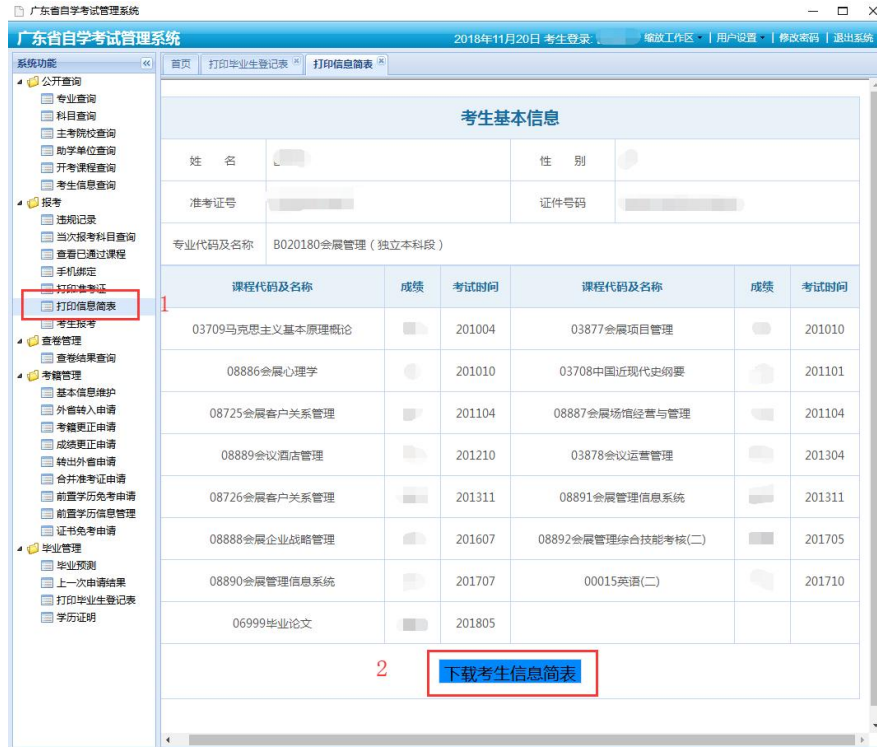 广东省自学考试管理系统
广东省自学考试管理系统
2018年11月20日 考生登录: 缩放工作区 | 用户设置 | 修改密码 | 退出系统
系统功能 «
首页 打印毕业生登记表 打印信息简表
公开查询
专业查询
科目查询
主考院校查询
助学单位查询
开考课程查询
考生信息查询
报考
违规记录
当次报考科目查询
查看已通过课程
手机绑定
打印准考证
打印信息简表
1
考生报考
查卷管理
查卷结果查询
考籍管理
基本信息维护
外省转入申请
考籍更正申请
成绩更正申请
转出外省申请
合并准考证申请
前置学历免考申请
前置学历信息管理
证书免考申请
毕业管理
毕业预测
上一次申请结果
打印毕业生登记表
学历证明
考生基本信息
姓 名 性 别
准考证号 证件号码
专业代码及名称 B020180会展管理(独立本科段)
课程代码及名称 成绩 考试时间 课程代码及名称 成绩 考试时间
03709马克思主义基本原理概论 201004 03877会展项目管理 201010
08886会展心理学 201010 03708中国近现代史纲要 201101
08725会展客户关系管理 201104 08887会展场馆经营与管理 201104
08889会议酒店管理 201210 03878会议运营管理 201304
08726会展客户关系管理 201311 08891会展管理信息系统 201311
08888会展企业战略管理 201607 08892会展管理综合技能考核(二) 201705
08890会展管理信息系统 201707 00015英语(二) 201710
06999毕业论文 201805
2
下载考生信息简表